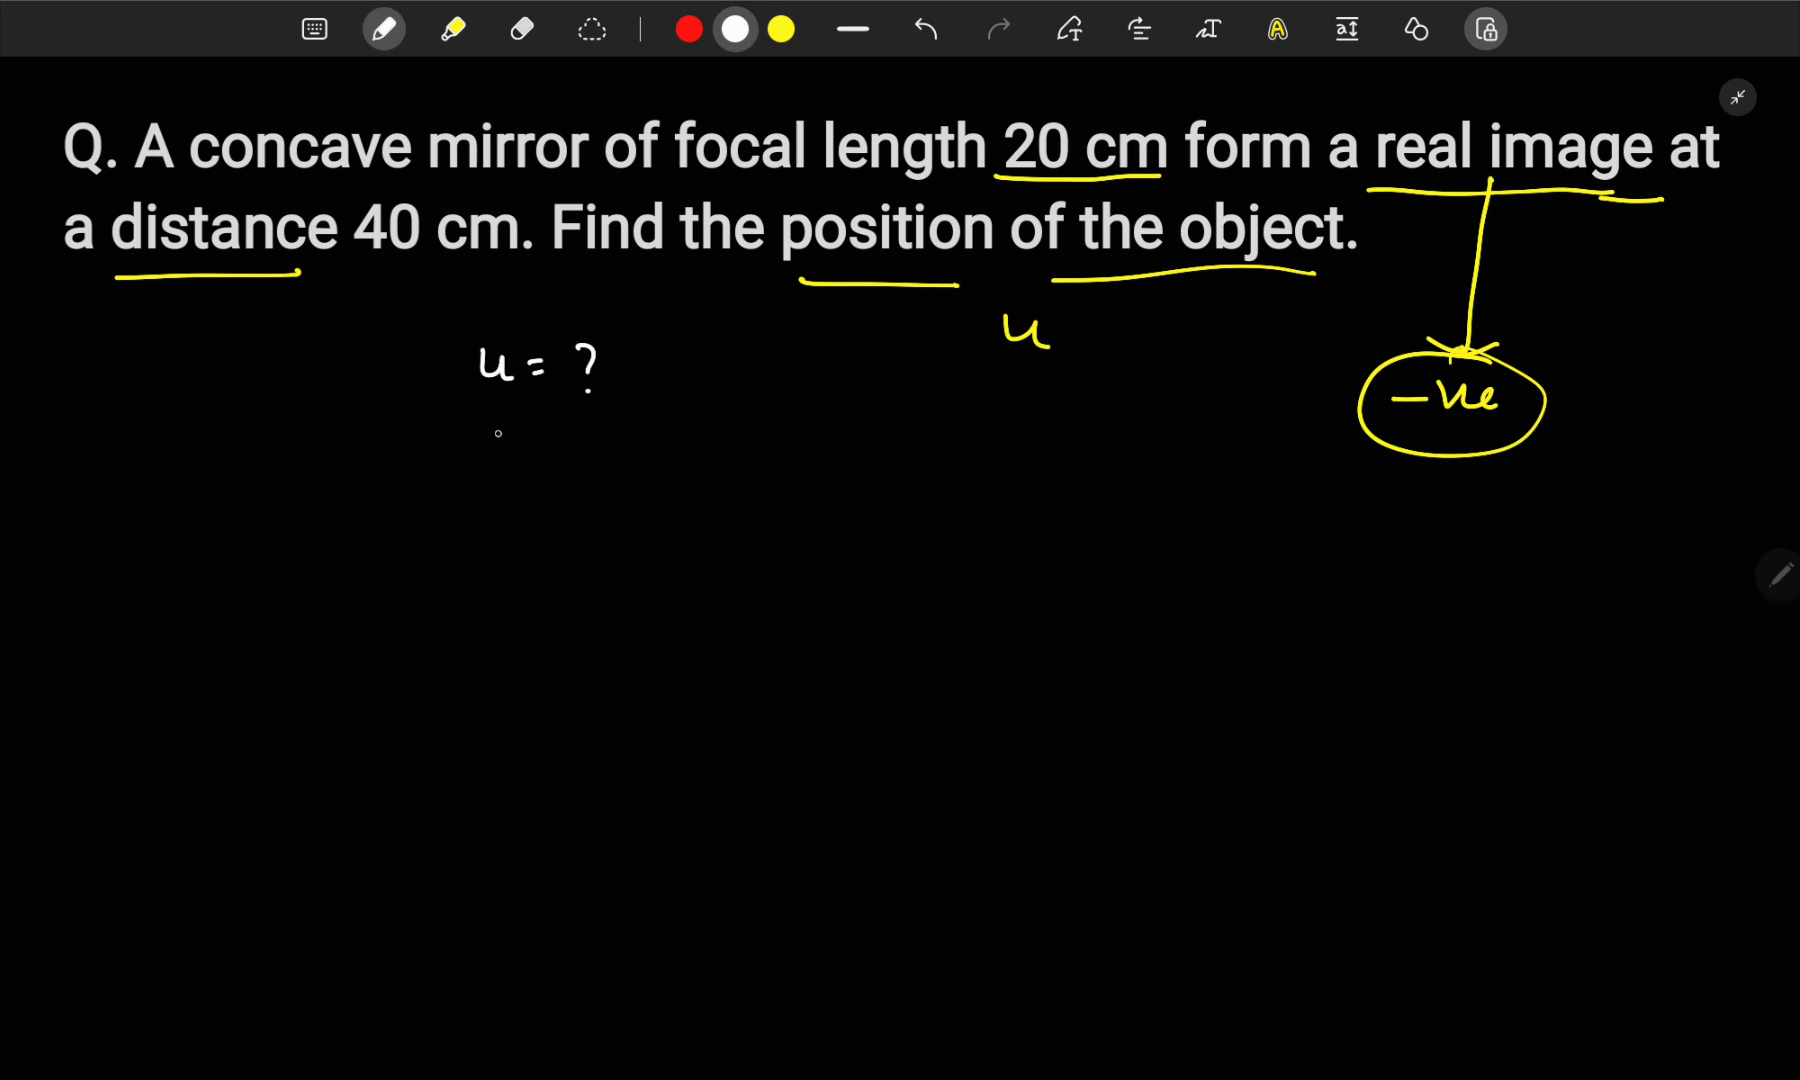 Q. A concave mirror of focal length 20 cm form a real image at
a distance 40 cm. Find the position of the object.
u
u = ?
-ve